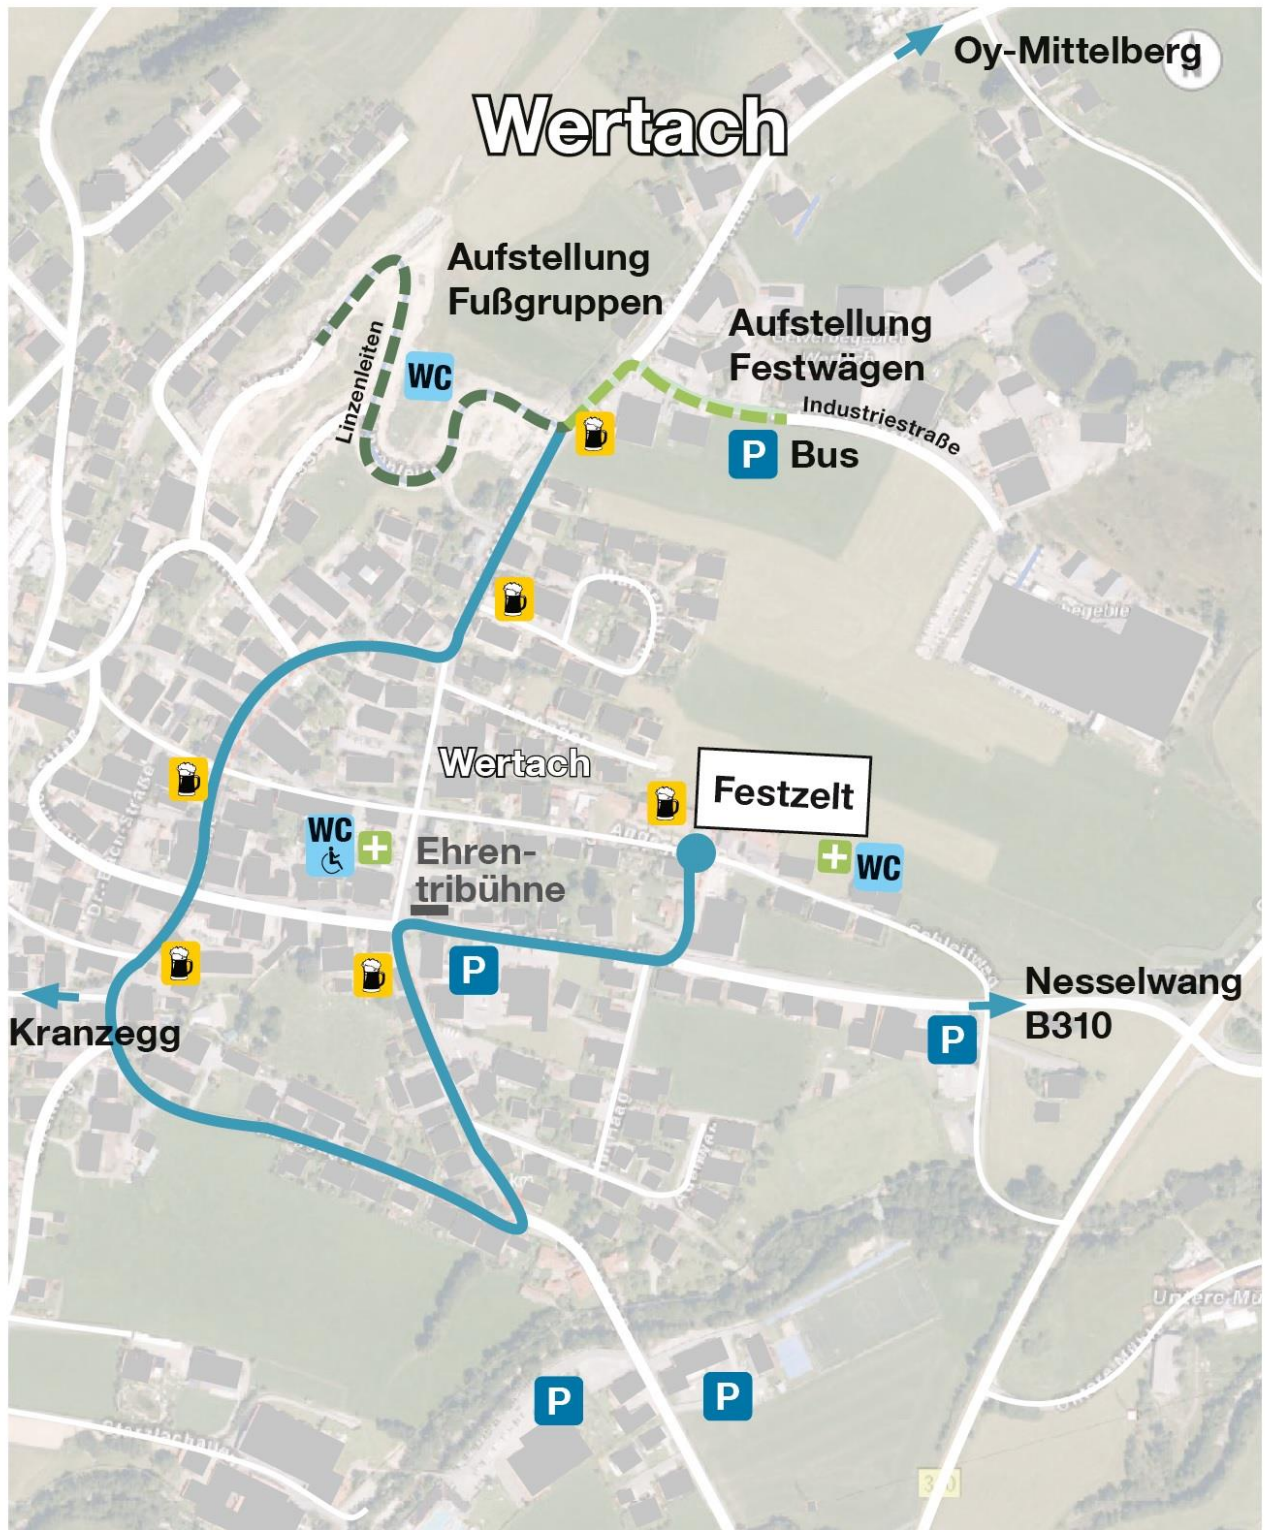 Oy-Mittelberg
N
Wertach
Aufstellung
Fußgruppen
Aufstellung
Festwägen
Linzenleiten
WC
Industriestraße
P Bus
Wertach
Festzelt
WC
Ehren-
tribühne
WC
P
Nesselwang
B310
P
Kranzegg
P
P